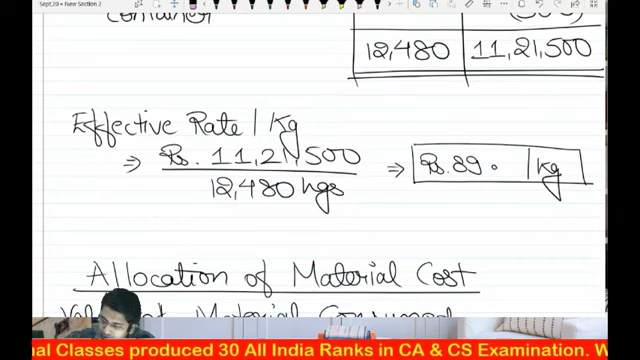 Sept,20 • New Section 2
container
12,480 11,21,500
Effective Rate / Kg
⇒ Rs. 11,21,500 ⇒ Rs. 89. / kg
12,480 kgs
Allocation of Material Cost
Material Consumed
nal Classes produced 30 All India Ranks in CA & CS Examination. W